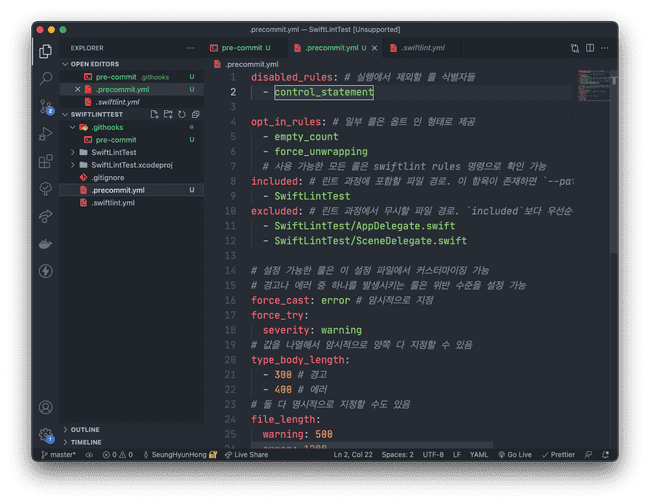 .precommit.yml — SwiftLintTest [Unsupported]
EXPLORER
pre-commit U
.precommit.yml U
.swiftlint.yml
OPEN EDITORS
pre-commit .githooks U
.precommit.yml U
.swiftlint.yml
SWIFTLINTTEST
.githooks
pre-commit U
SwiftLintTest
SwiftLintTest.xcodeproj
.gitignore
.precommit.yml U
.swiftlint.yml
OUTLINE
TIMELINE
2
1
.precommit.yml
1 disabled_rules: # 실행에서 제외할 룰 식별자들
2 - control_statement
3
4 opt_in_rules: # 일부 룰은 옵트 인 형태로 제공
5 - empty_count
6 - force_unwrapping
7 # 사용 가능한 모든 룰은 swiftlint rules 명령으로 확인 가능
8 included: # 린트 과정에 포함할 파일 경로. 이 항목이 존재하면 `--pat
9 - SwiftLintTest
10 excluded: # 린트 과정에서 무시할 파일 경로. `included`보다 우선순
11 - SwiftLintTest/AppDelegate.swift
12 - SwiftLintTest/SceneDelegate.swift
13
14 # 설정 가능한 룰은 이 설정 파일에서 커스터마이징 가능
15 # 경고나 에러 중 하나를 발생시키는 룰은 위반 수준을 설정 가능
16 force_cast: error # 암시적으로 지정
17 force_try:
18 severity: warning
19 # 값을 나열해서 암시적으로 양쪽 다 지정할 수 있음
20 type_body_length:
21 - 300 # 경고
22 - 400 # 에러
23 # 둘 다 명시적으로 지정할 수도 있음
24 file_length:
25 warning: 500
master* 0 0 SeungHyunHong Live Share Ln 2, Col 22 Spaces: 2 UTF-8 LF YAML Go Live Prettier